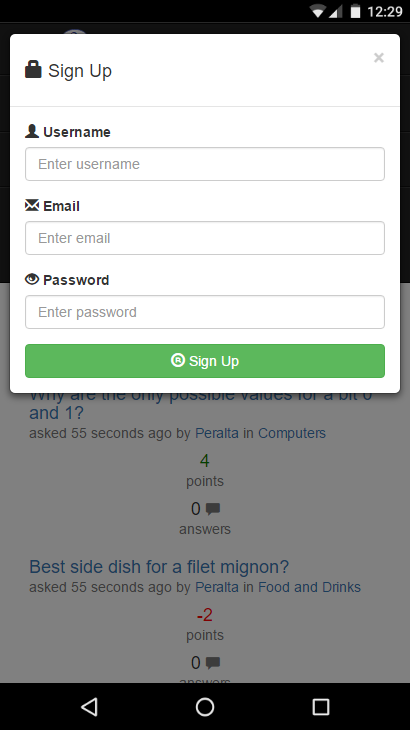 12:29
Sign Up
×
Username
Enter username
Email
Enter email
Password
Enter password
® Sign Up
Why are the only possible values for a bit 0
and 1?
asked 55 seconds ago by Peralta in Computers
4
points
0
answers
Best side dish for a filet mignon?
asked 55 seconds ago by Peralta in Food and Drinks
-2
points
0
answers